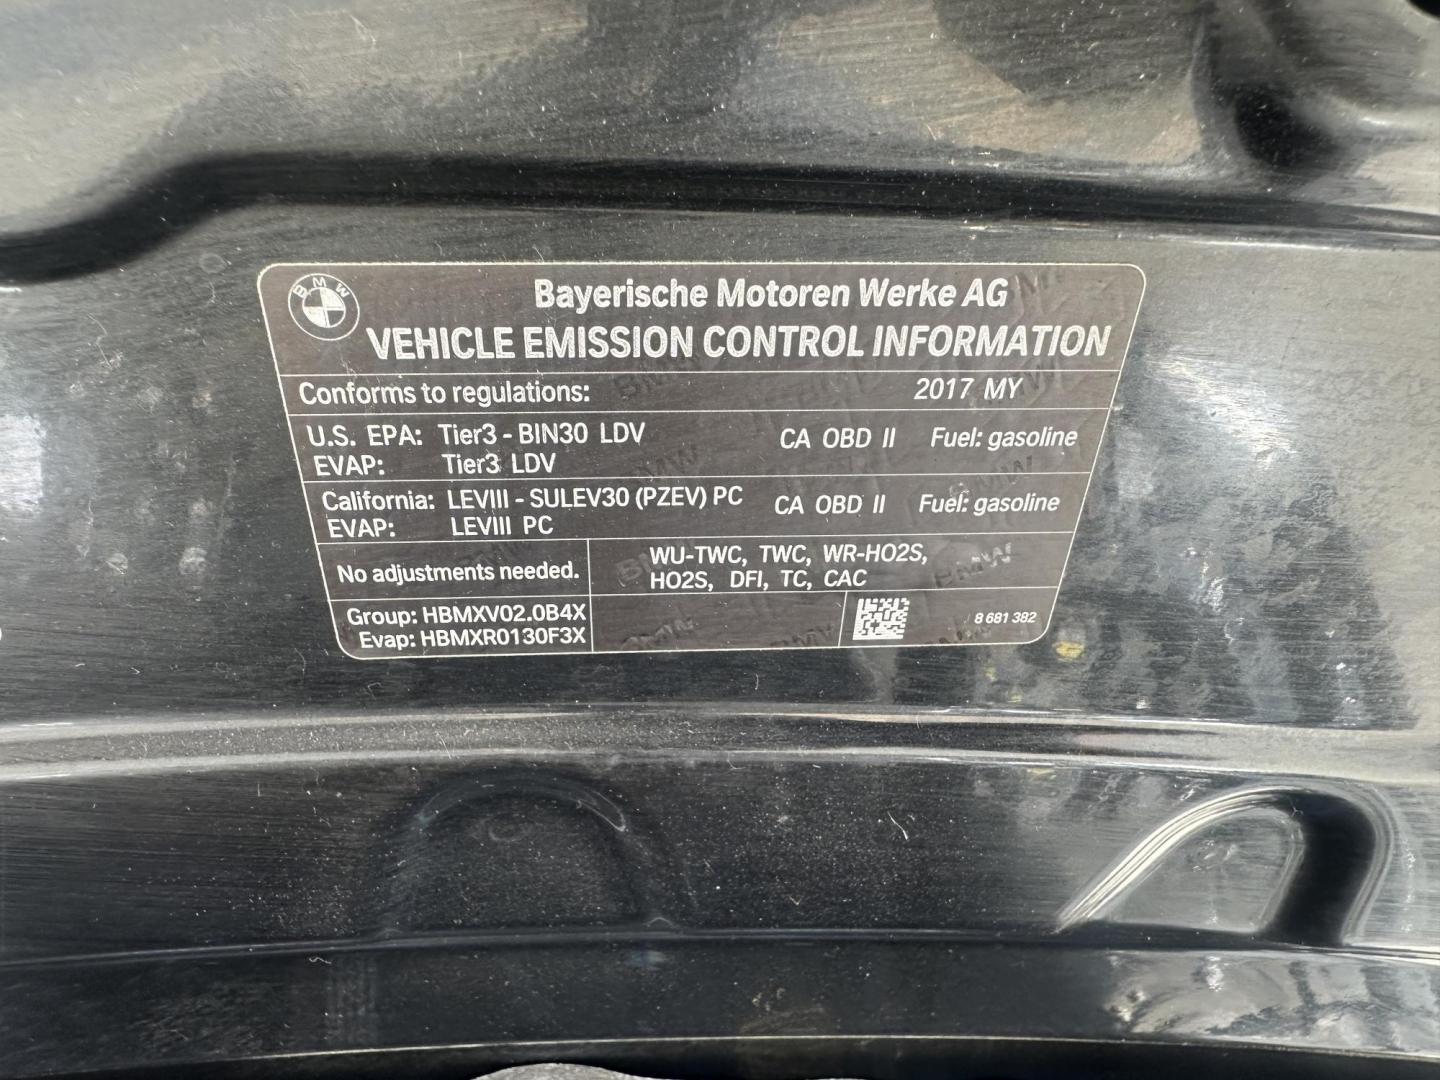 BMW
Bayerische Motoren Werke AG
VEHICLE EMISSION CONTROL INFORMATION
Conforms to regulations: 2017 MY
U.S. EPA: Tier3 - BIN30 LDV CA OBD II Fuel: gasoline
EVAP: Tier3 LDV
California: LEVIII - SULEV30 (PZEV) PC CA OBD II Fuel: gasoline
EVAP: LEVIII PC
No adjustments needed.
WU-TWC, TWC, WR-HO2S,
HO2S, DFI, TC, CAC
Group: HBMXV02.0B4X
Evap: HBMXR0130F3X
8 681 382